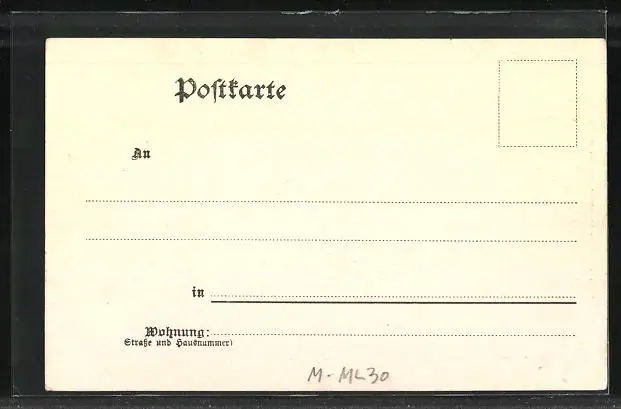 Postkarte
An
in
Wohnung:
Straße und Hausnummer)
M-ML30